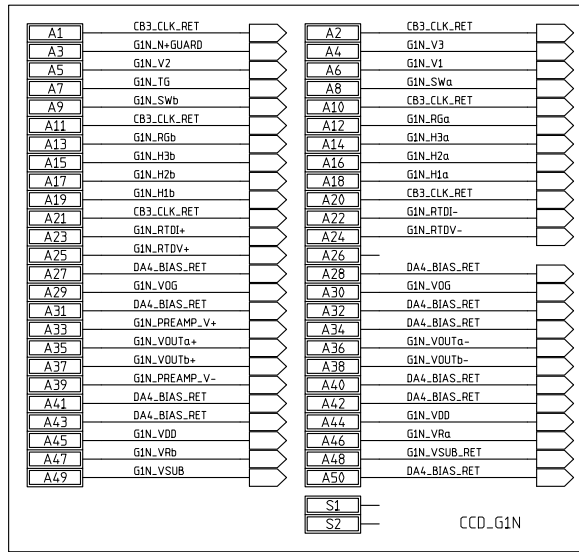 A1 CB3_CLK_RET A2 CB3_CLK_RET
A3 G1N_N+GUARD A4 G1N_V3
A5 G1N_V2 A6 G1N_V1
A7 G1N_TG A8 G1N_SWa
A9 G1N_SWb A10 CB3_CLK_RET
A11 CB3_CLK_RET A12 G1N_RGa
A13 G1N_RGb A14 G1N_H3a
A15 G1N_H3b A16 G1N_H2a
A17 G1N_H2b A18 G1N_H1a
A19 G1N_H1b A20 CB3_CLK_RET
A21 CB3_CLK_RET A22 G1N_RTDI-
A23 G1N_RTDI+ A24 G1N_RTDV-
A25 G1N_RTDV+ A26
A27 DA4_BIAS_RET A28 DA4_BIAS_RET
A29 G1N_VOG A30 G1N_VOG
A31 DA4_BIAS_RET A32 DA4_BIAS_RET
A33 G1N_PREAMP_V+ A34 DA4_BIAS_RET
A35 G1N_VOUTa+ A36 G1N_VOUTa-
A37 G1N_VOUTb+ A38 G1N_VOUTb-
A39 G1N_PREAMP_V- A40 DA4_BIAS_RET
A41 DA4_BIAS_RET A42 DA4_BIAS_RET
A43 DA4_BIAS_RET A44 G1N_VDD
A45 G1N_VDD A46 G1N_VRa
A47 G1N_VRb A48 G1N_VSUB_RET
A49 G1N_VSUB A50 DA4_BIAS_RET
S1
S2 CCD_G1N